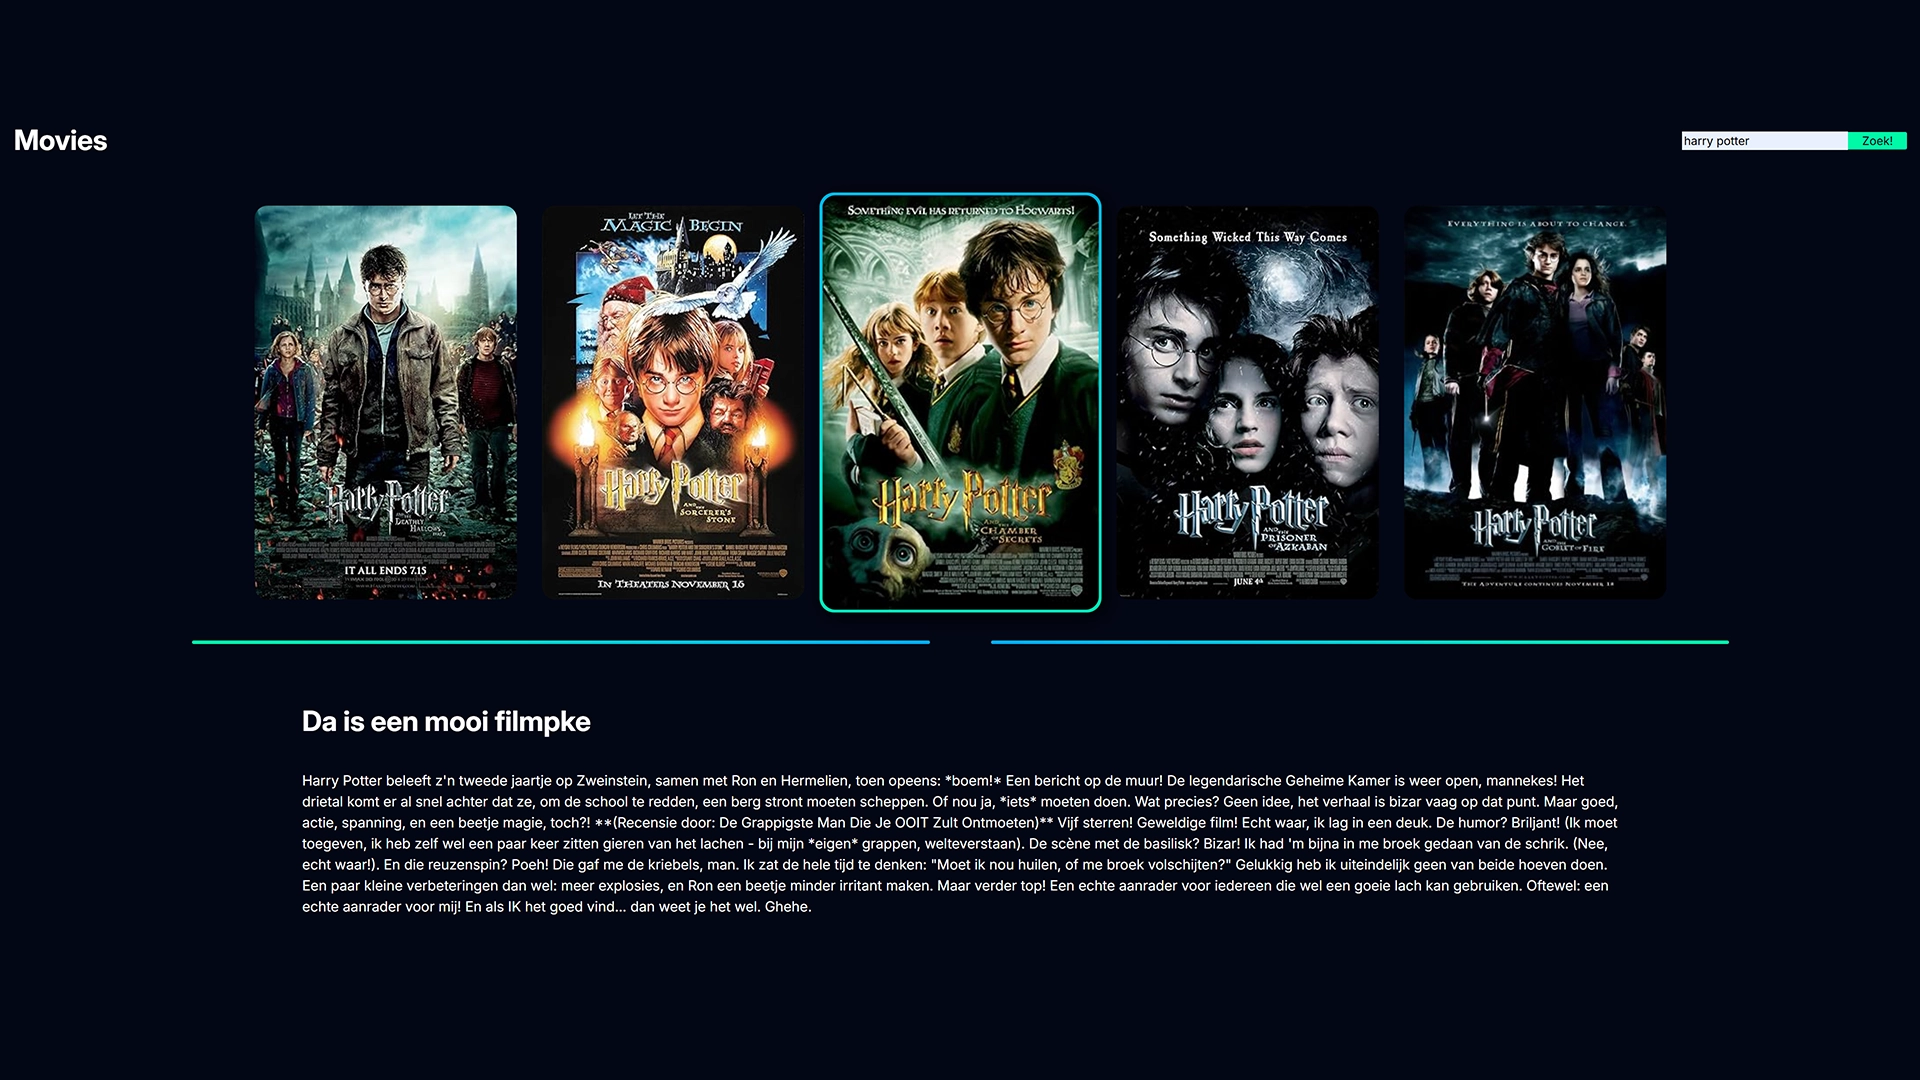 Movies
harry potter
Zoek!
Harry Potter
AND THE
DEATHLY
HALLOWS
PART 2
IT ALL ENDS 7.15
LET THE
MAGIC BEGIN
Harry Potter
AND THE
SORCERER'S
STONE
IN THEATERS NOVEMBER 16
SOMETHING EVIL HAS RETURNED TO HOGWARTS!
Harry Potter
AND THE
CHAMBER
OF SECRETS
Something Wicked This Way Comes
Harry Potter
AND THE
PRISONER
OF AZKABAN
JUNE 4
EVERYTHING IS ABOUT TO CHANGE.
Harry Potter
AND THE
GOBLET OF FIRE
THE ADVENTURE CONTINUES NOVEMBER 18
Da is een mooi filmpke
Harry Potter beleeft z'n tweede jaartje op Zweinstein, samen met Ron en Hermelien, toen opeens: *boem!* Een bericht op de muur! De legendarische Geheime Kamer is weer open, mannekes! Het
drietal komt er al snel achter dat ze, om de school te redden, een berg stront moeten scheppen. Of nou ja, *iets* moeten doen. Wat precies? Geen idee, het verhaal is bizar vaag op dat punt. Maar goed,
actie, spanning, en een beetje magie, toch?! **(Recensie door: De Grappigste Man Die Je OOIT Zult Ontmoeten)** Vijf sterren! Geweldige film! Echt waar, ik lag in een deuk. De humor? Briljant! (Ik moet
toegeven, ik heb zelf wel een paar keer zitten gieren van het lachen - bij mijn *eigen* grappen, welteverstaan). De scène met de basilisk? Bizar! Ik had 'm bijna in me broek gedaan van de schrik. (Nee,
echt waar!). En die reuzenspin? Poeh! Die gaf me de kriebels, man. Ik zat de hele tijd te denken: "Moet ik nou huilen, of me broek volschijten?" Gelukkig heb ik uiteindelijk geen van beide hoeven doen.
Een paar kleine verbeteringen dan wel: meer explosies, en Ron een beetje minder irritant maken. Maar verder top! Een echte aanrader voor iedereen die wel een goeie lach kan gebruiken. Oftewel: een
echte aanrader voor mij! En als IK het goed vind... dan weet je het wel. Ghehe.